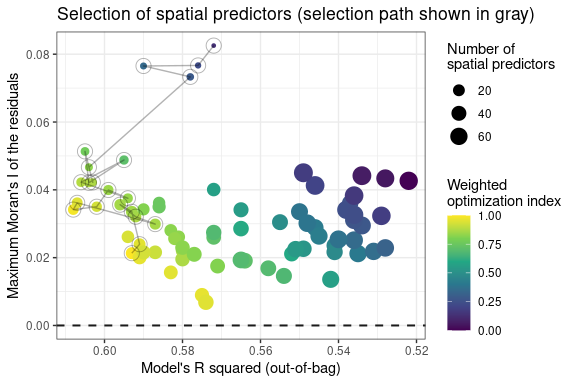 Selection of spatial predictors (selection path shown in gray)
Maximum Moran's I of the residuals
0.08
0.06
0.04
0.02
0.00
0.60
0.58
0.56
0.54
0.52
Model's R squared (out-of-bag)
Number of
spatial predictors
20
40
60
Weighted
optimization index
1.00
0.75
0.50
0.25
0.00